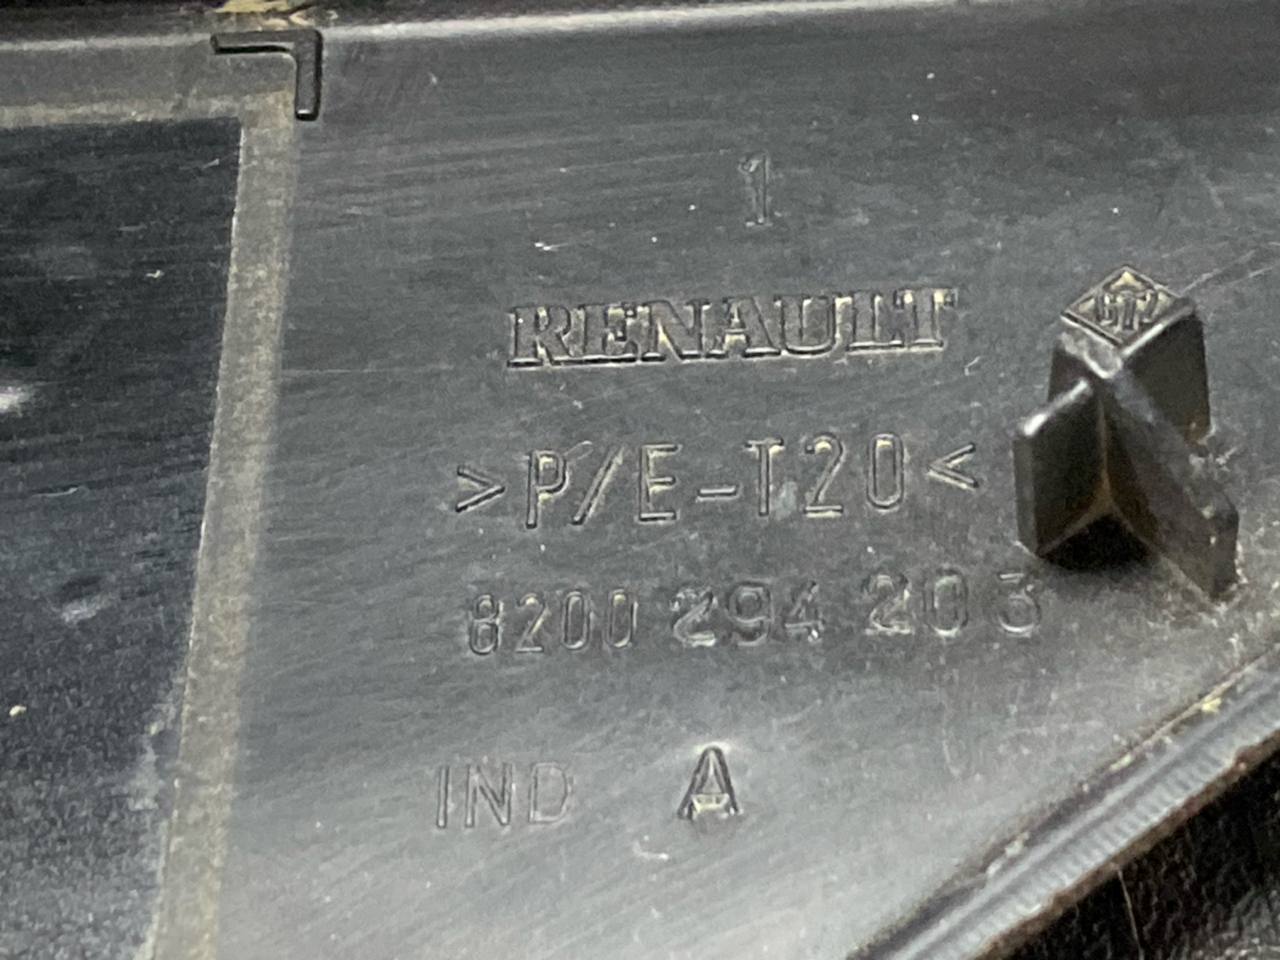 1
RENAULT
>P/E-T20<
8200 294 203
IND A